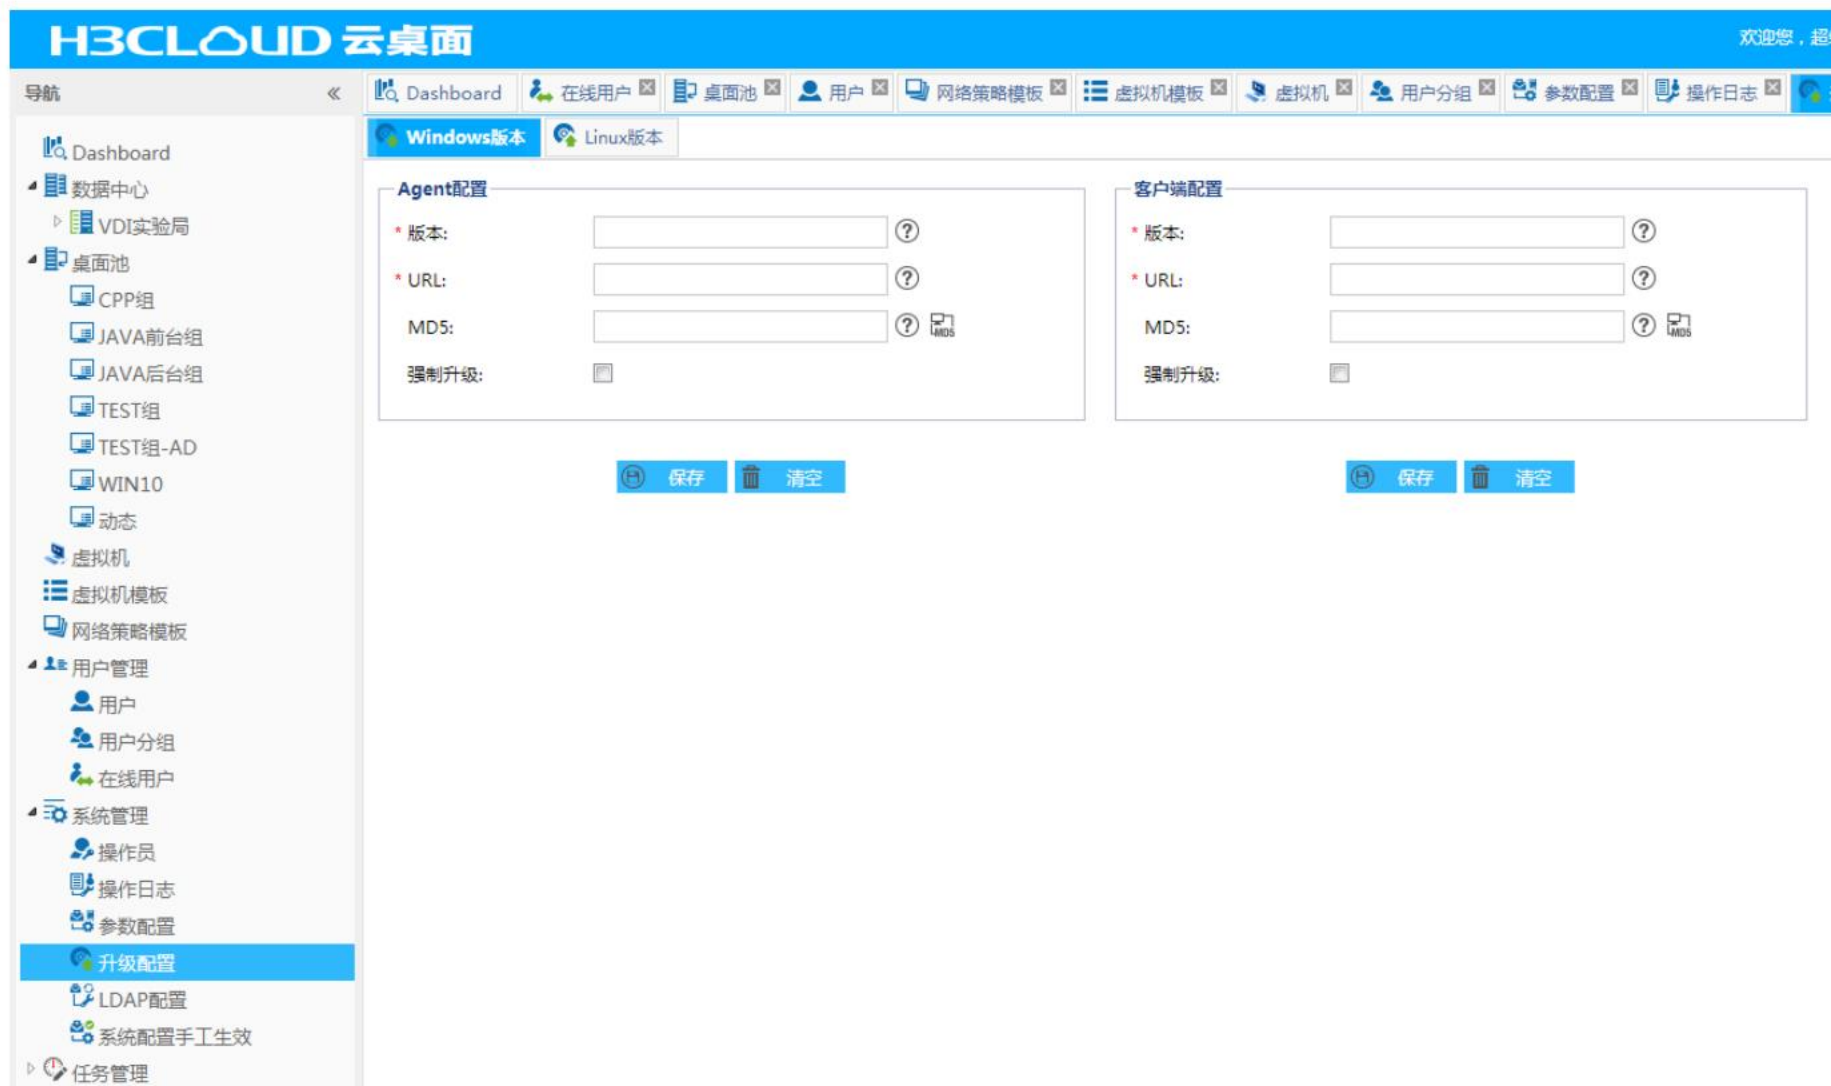 H3CLOUD 云桌面
欢迎您，超
导航 «
Dashboard 在线用户 桌面池 用户 网络策略模板 虚拟机模板 虚拟机 用户分组 参数配置 操作日志
Windows版本 Linux版本
Dashboard
数据中心
VDI实验局
桌面池
CPP组
JAVA前台组
JAVA后台组
TEST组
TEST组-AD
WIN10
动态
虚拟机
虚拟机模板
网络策略模板
用户管理
用户
用户分组
在线用户
系统管理
操作员
操作日志
参数配置
升级配置
LDAP配置
系统配置手工生效
任务管理
Agent配置
* 版本: ?
* URL: ?
MD5: ? MD5
强制升级:
保存 清空
客户端配置
* 版本: ?
* URL: ?
MD5: ? MD5
强制升级:
保存 清空